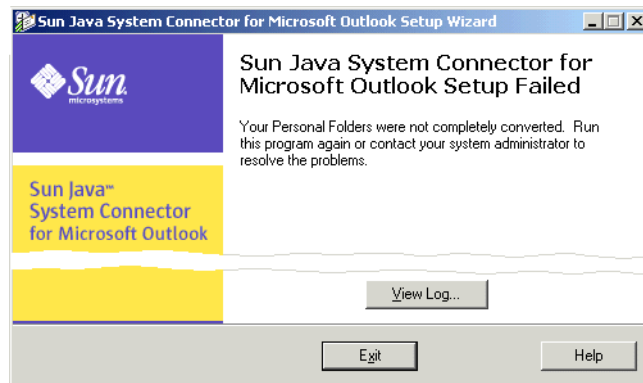 Sun Java System Connector for Microsoft Outlook Setup Wizard
Sun
microsystems
Sun Java System Connector for
Microsoft Outlook Setup Failed
Your Personal Folders were not completely converted. Run
this program again or contact your system administrator to
resolve the problems.
Sun Java™
System Connector
for Microsoft Outlook
View Log...
Exit
Help